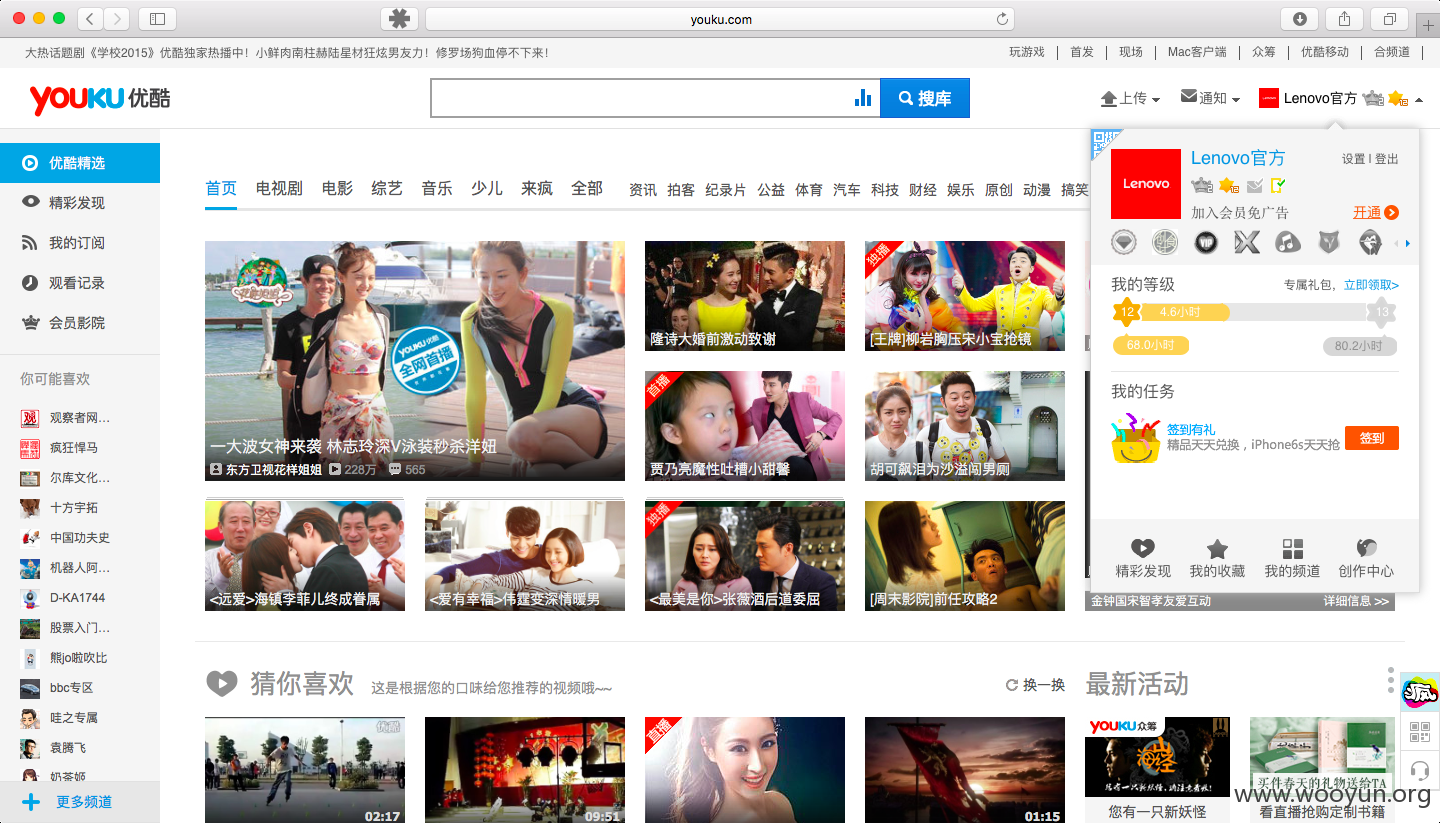 youku.com
大热话题剧《学校2015》优酷独家热播中！小鲜肉南柱赫陆星材狂炫男友力！修罗场狗血停不下来！
玩游戏 | 首发 | 现场 | Mac客户端 | 众筹 | 优酷移动 | 合频道
YOUKU 优酷
搜库
上传
通知
Lenovo官方
优酷精选
精彩发现
我的订阅
观看记录
会员影院
你可能喜欢
观察者网…
疯狂悍马
尔库文化…
十方宇拓
中国功夫史
机器人阿…
D-KA1744
股票入门…
熊jo啦吹比
bbc专区
哇之专属
袁腾飞
奶茶姬
更多频道
首页 电视剧 电影 综艺 音乐 少儿 来疯 全部 资讯 拍客 纪录片 公益 体育 汽车 科技 财经 娱乐 原创 动漫 搞笑
YOUKU优酷
全网首播
一大波女神来袭 林志玲深V泳装秒杀洋妞
东方卫视花样姐姐 228万 565
隆诗大婚前激动致谢
独播
[王牌]柳岩胸压宋小宝抢镜
首播
贾乃亮魔性吐槽小甜馨
胡可飙泪为沙溢闯男厕
<远爱>海镇李菲儿终成眷属
<爱有幸福>伟霆变深情暖男
独播
<最美是你>张薇酒后道委屈
[周末影院]前任攻略2
Lenovo
Lenovo官方
设置 | 登出
加入会员免广告
开通
VIP
我的等级
专属礼包，立即领取>
12 4.6小时 13
68.0小时 80.2小时
我的任务
签到有礼
精品天天兑换，iPhone6s天天抢
签到
精彩发现 我的收藏 我的频道 创作中心
金钟国宋智孝友爱互动 详细信息 >>
猜你喜欢
这是根据您的口味给您推荐的视频哦~~
换一换
优酷
02:17
09:51
首播
01:15
最新活动
YOUKU 众筹
您有一只新妖怪
买件春天的礼物送给TA
看直播抢购定制书籍
疯
www.wooyun.org